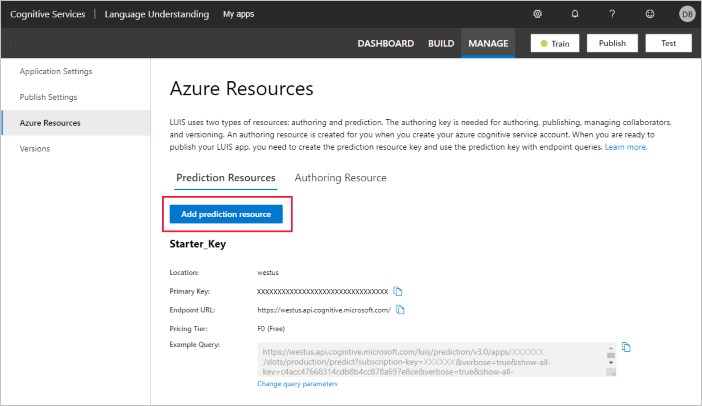 Cognitive Services | Language Understanding My apps ? DB
DASHBOARD BUILD MANAGE Train Publish Test
Application Settings
Publish Settings
Azure Resources
Versions
Azure Resources
LUIS uses two types of resources: authoring and prediction. The authoring key is needed for authoring, publishing, managing collaborators,
and versioning. An authoring resource is created for you when you create your azure cognitive service account. When you are ready to
publish your LUIS app, you need to create the prediction resource key and use the prediction key with endpoint queries. Learn more.
Prediction Resources Authoring Resource
Add prediction resource
Starter_Key
Location: westus
Primary Key: XXXXXXXXXXXXXXXXXXXXXXXXXXXXXXXX
Endpoint URL: https://westus.api.cognitive.microsoft.com/
Pricing Tier: F0 (Free)
Example Query: https://westus.api.cognitive.microsoft.com/luis/prediction/v3.0/apps/XXXXXXX
/slots/production/predict?subscription-key=XXXXXXX&verbose=true&show-all-
key=c4acc47668314cdb8b4cc878a697e8ce&verbose=true&show-all-
Change query parameters